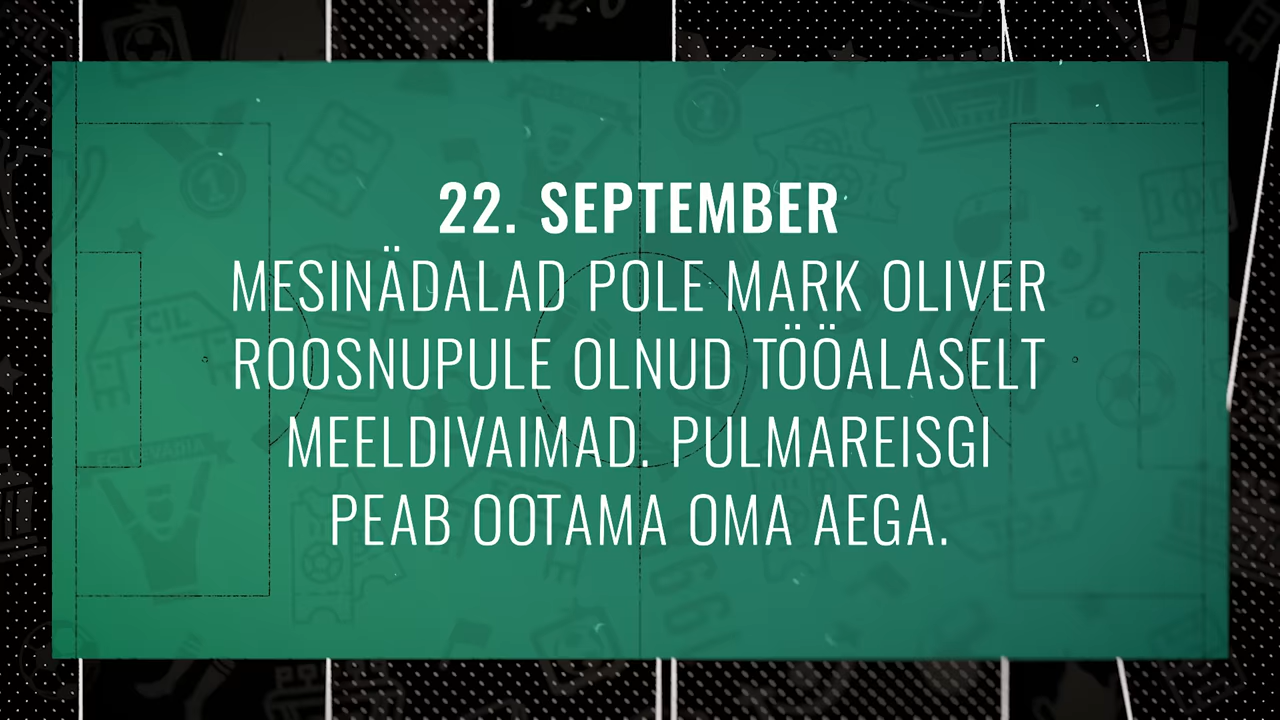 22. SEPTEMBER
MESINÄDALAD POLE MARK OLIVER
ROOSNUPULE OLNUD TÖÖALASELT
MEELDIVAIMAD. PULMAREISGI
PEAB OOTAMA OMA AEGA.